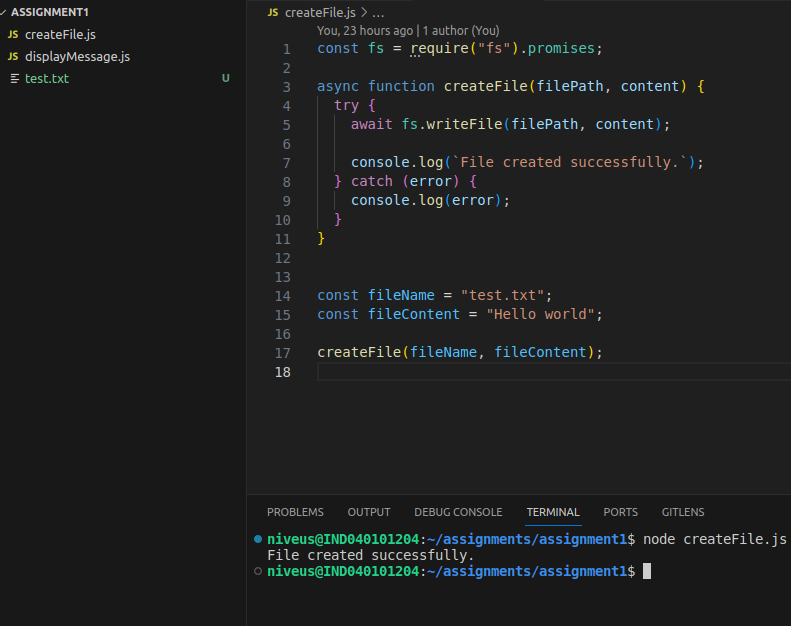 ASSIGNMENT1
JS createFile.js
JS displayMessage.js
test.txt U
JS createFile.js > ...
You, 23 hours ago | 1 author (You)
1 const fs = require("fs").promises;
2
3 async function createFile(filePath, content) {
4 try {
5 await fs.writeFile(filePath, content);
6
7 console.log(`File created successfully.`);
8 } catch (error) {
9 console.log(error);
10 }
11 }
12
13
14 const fileName = "test.txt";
15 const fileContent = "Hello world";
16
17 createFile(fileName, fileContent);
18
PROBLEMS OUTPUT DEBUG CONSOLE TERMINAL PORTS GITLENS
niveus@IND040101204:~/assignments/assignment1$ node createFile.js
File created successfully.
niveus@IND040101204:~/assignments/assignment1$